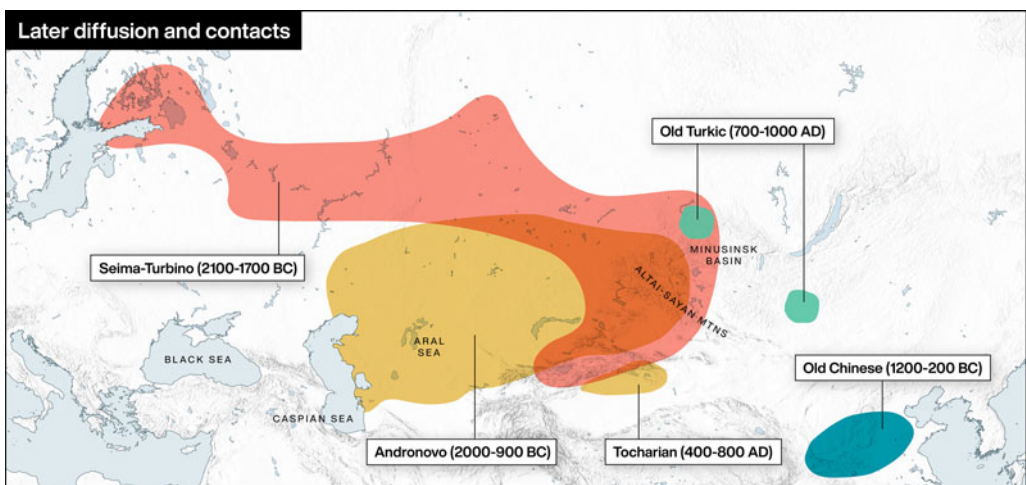 Later diffusion and contacts
Old Turkic (700-1000 AD)
MINUSINSK
BASIN
Seima-Turbino (2100-1700 BC)
ALTAI-SAYAN MTNS
ARAL
SEA
BLACK SEA
Old Chinese (1200-200 BC)
CASPIAN SEA
Andronovo (2000-900 BC)
Tocharian (400-800 AD)